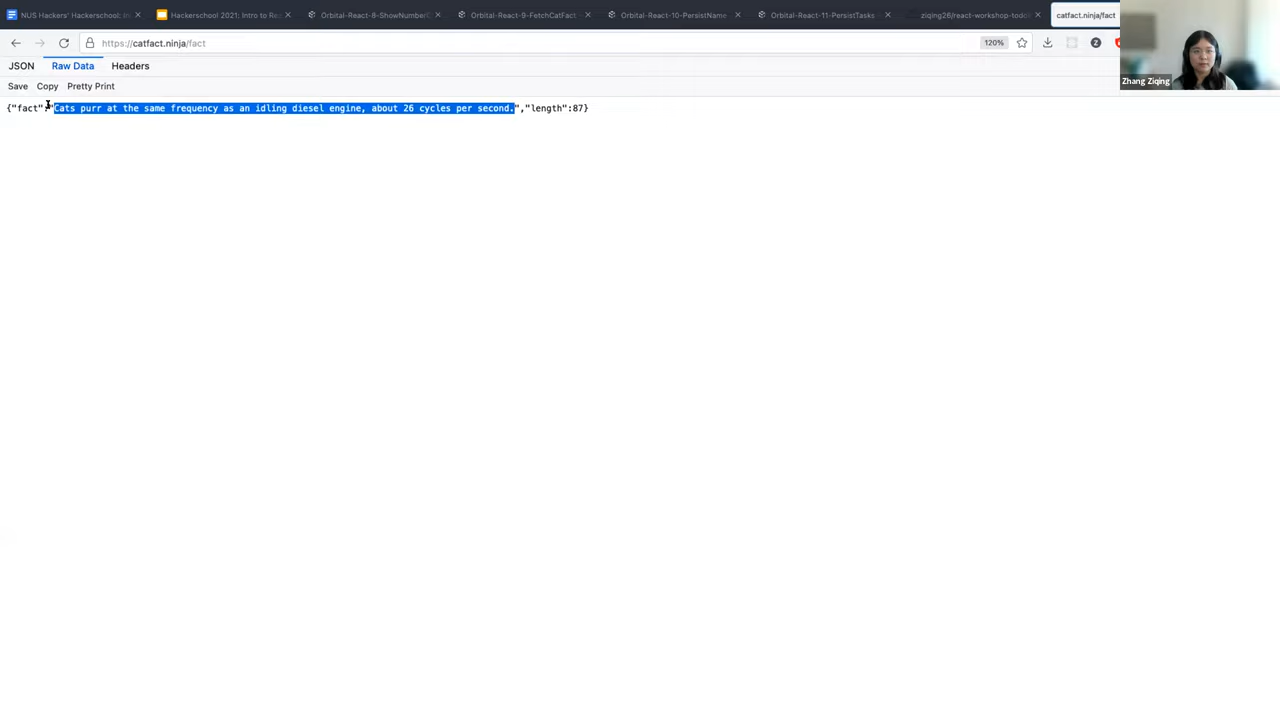 NUS Hackers' Hackerschool: In
Hackerschool 2021: Intro to Re
Orbital-React-8-ShowNumberD
Orbital-React-9-FetchCatFact
Orbital-React-10-PersistName
Orbital-React-11-PersistTasks
ziqing26/react-workshop-todol
catfact.ninja/fact
https://catfact.ninja/fact
120%
Z
JSON
Raw Data
Headers
Zhang Ziqing
Save
Copy
Pretty Print
{"fact":"Cats purr at the same frequency as an idling diesel engine, about 26 cycles per second.","length":87}